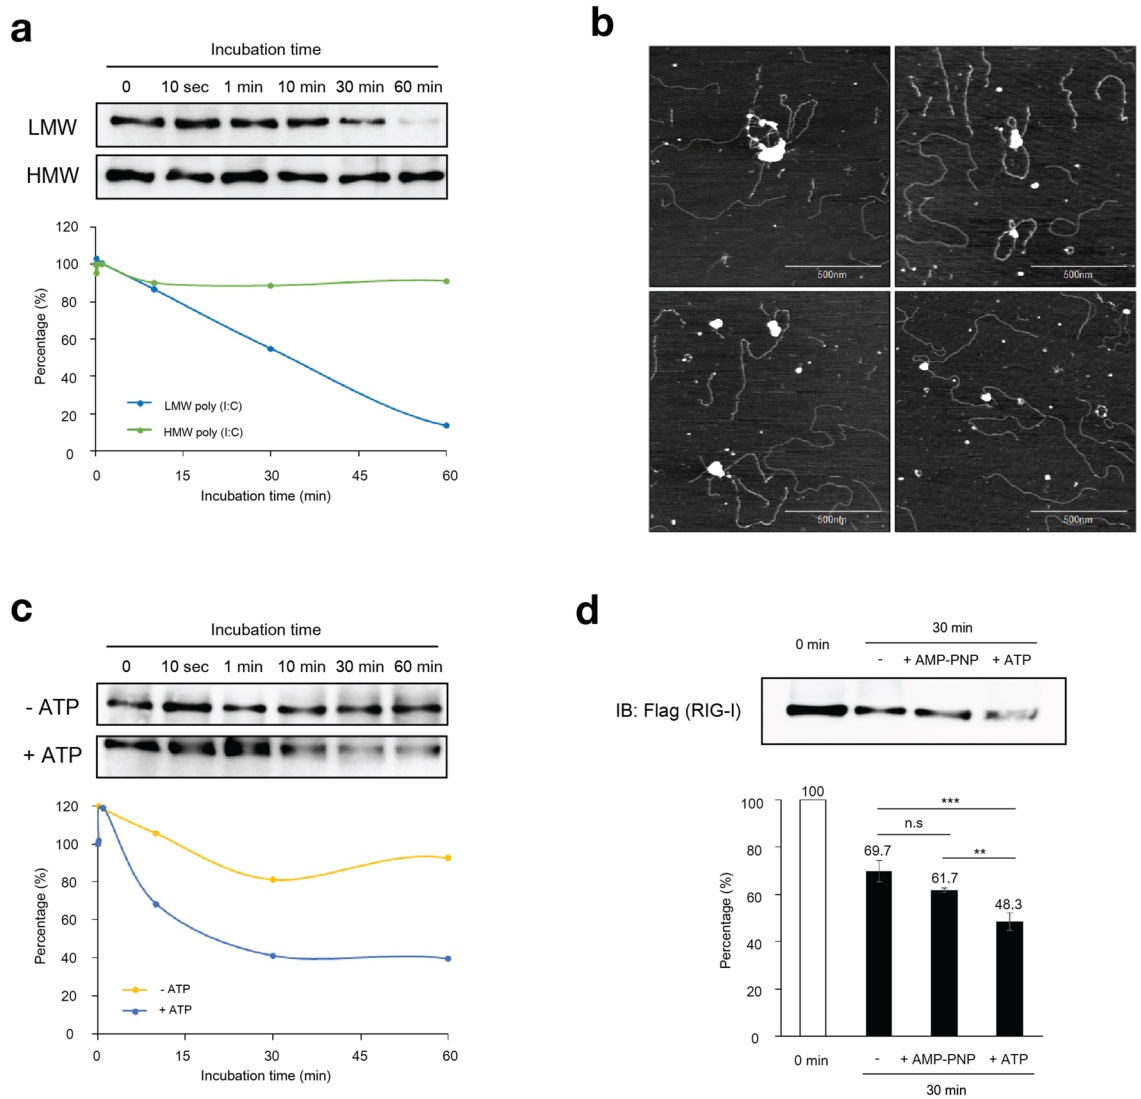 a
Incubation time
0 10 sec 1 min 10 min 30 min 60 min
LMW
HMW
120
100
80
60
40
20
0
Percentage (%)
LMW poly (I:C)
HMW poly (I:C)
0 15 30 45 60
Incubation time (min)
b
500nm
500nm
500nm
500nm
c
Incubation time
0 10 sec 1 min 10 min 30 min 60 min
- ATP
+ ATP
120
100
80
60
40
20
0
Percentage (%)
- ATP
+ ATP
0 15 30 45 60
Incubation time (min)
d
30 min
0 min
- + AMP-PNP + ATP
IB: Flag (RIG-I)
100
80
60
40
20
0
Percentage (%)
100
***
n.s
**
69.7
61.7
48.3
0 min - + AMP-PNP + ATP
30 min